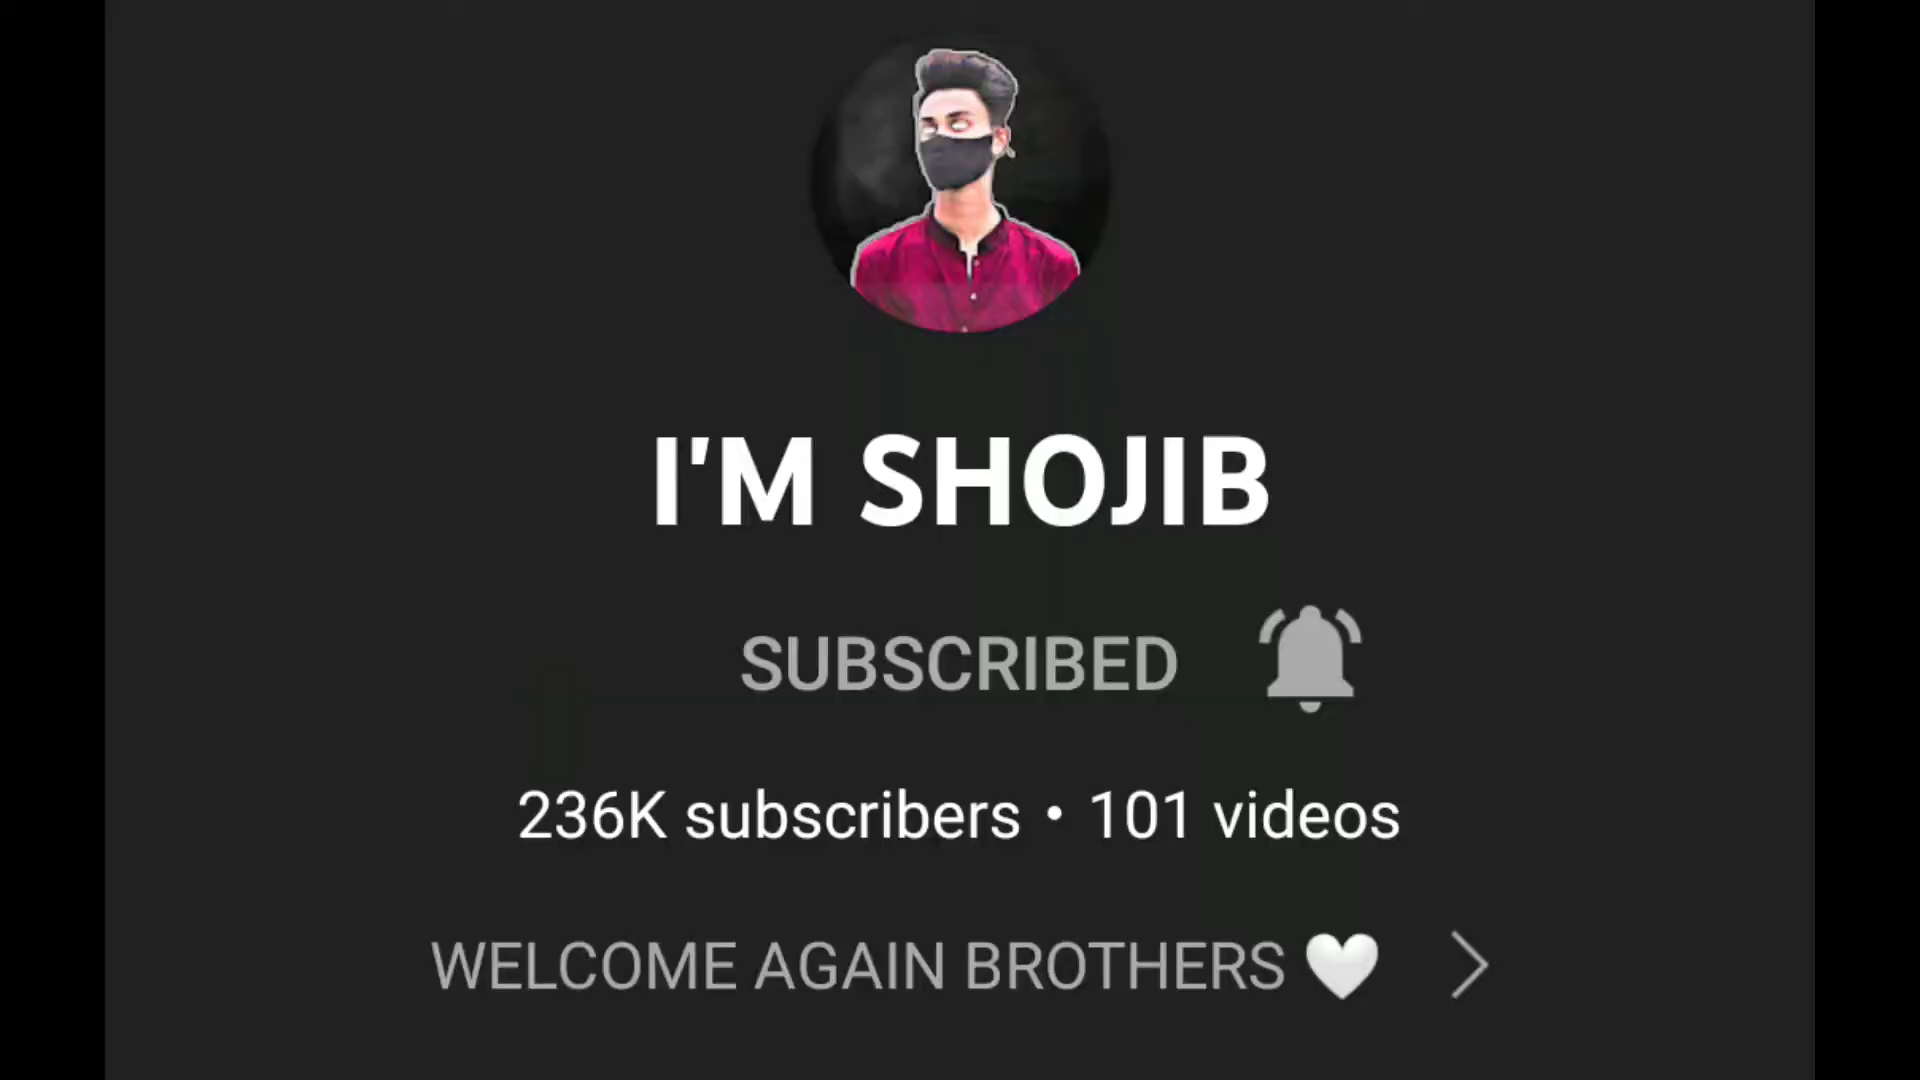 I'M SHOJIB
SUBSCRIBED
236K subscribers • 101 videos
WELCOME AGAIN BROTHERS 🤍